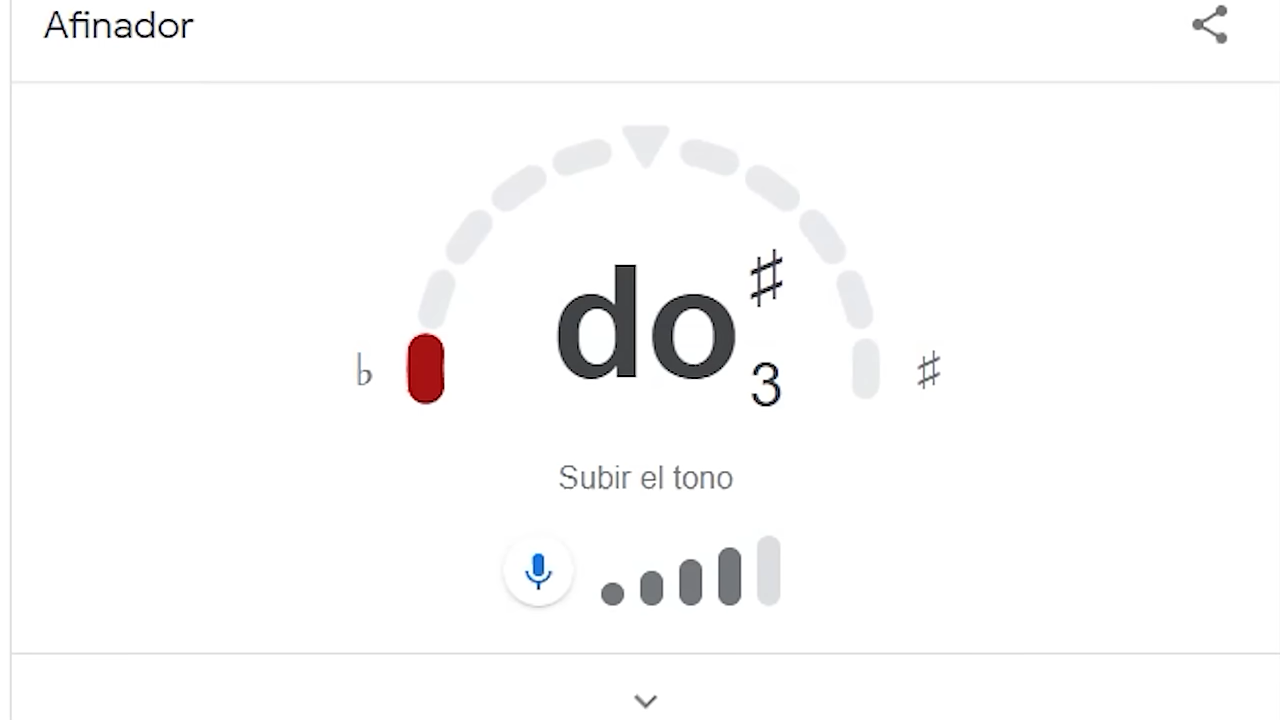 Afinador
do♯3
♭ ♯
Subir el tono